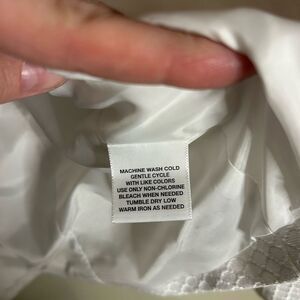 MACHINE WASH COLD
GENTLE CYCLE
WITH LIKE COLORS
USE ONLY NON-CHLORINE
BLEACH WHEN NEEDED
TUMBLE DRY LOW
WARM IRON AS NEEDED